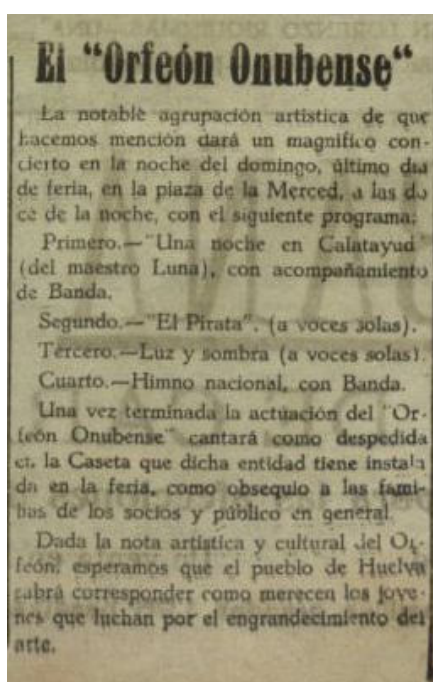 El "Orfeón Onubense"
La notable agrupación artistica de que
hacemos mención dará un magnifico con-
cierto en la noche del domingo, último dia
de feria, en la plaza de la Merced, a las do
ce de la noche, con el siguiente programa:
Primero.—"Una noche en Calatayud"
(del maestro Luna), con acompañamiento
de Banda.
Segundo.—"El Pirata". (a voces solas).
Tercero.—Luz y sombra (a voces solas).
Cuarto.—Himno nacional, con Banda.
Una vez terminada la actuación del "Or-
feón Onubense" cantará como despedida
en la Caseta que dicha entidad tiene instala
da en la feria, como obsequio a las fami-
lias de los socios y público en general.
Dada la nota artistica y cultural del Or-
feón, esperamos que el pueblo de Huelva
sabrá corresponder como merecen los jove-
nes que luchan por el engrandecimiento del
arte.